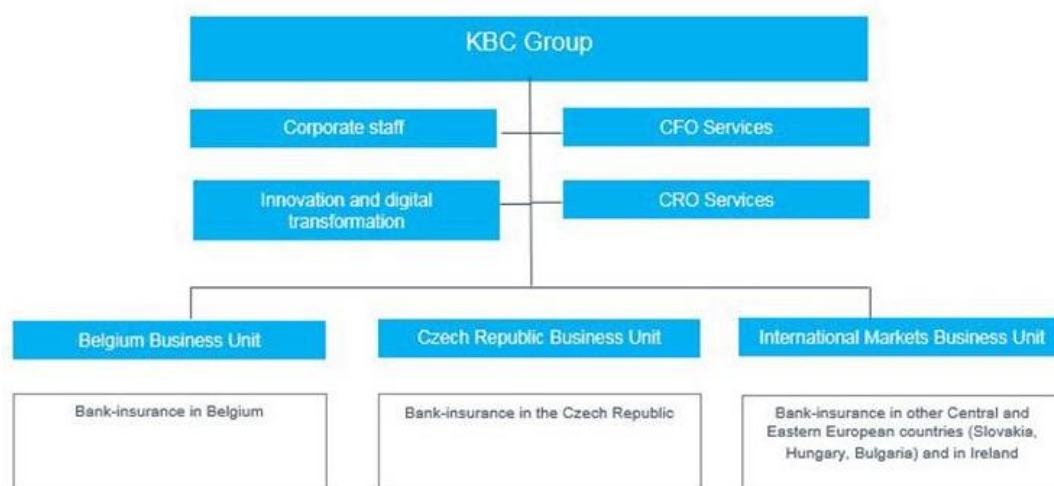 KBC Group
Corporate staff
CFO Services
Innovation and digital
transformation
CRO Services
Belgium Business Unit
Czech Republic Business Unit
International Markets Business Unit
Bank-insurance in Belgium
Bank-insurance in the Czech Republic
Bank-insurance in other Central and
Eastern European countries (Slovakia,
Hungary, Bulgaria) and in Ireland